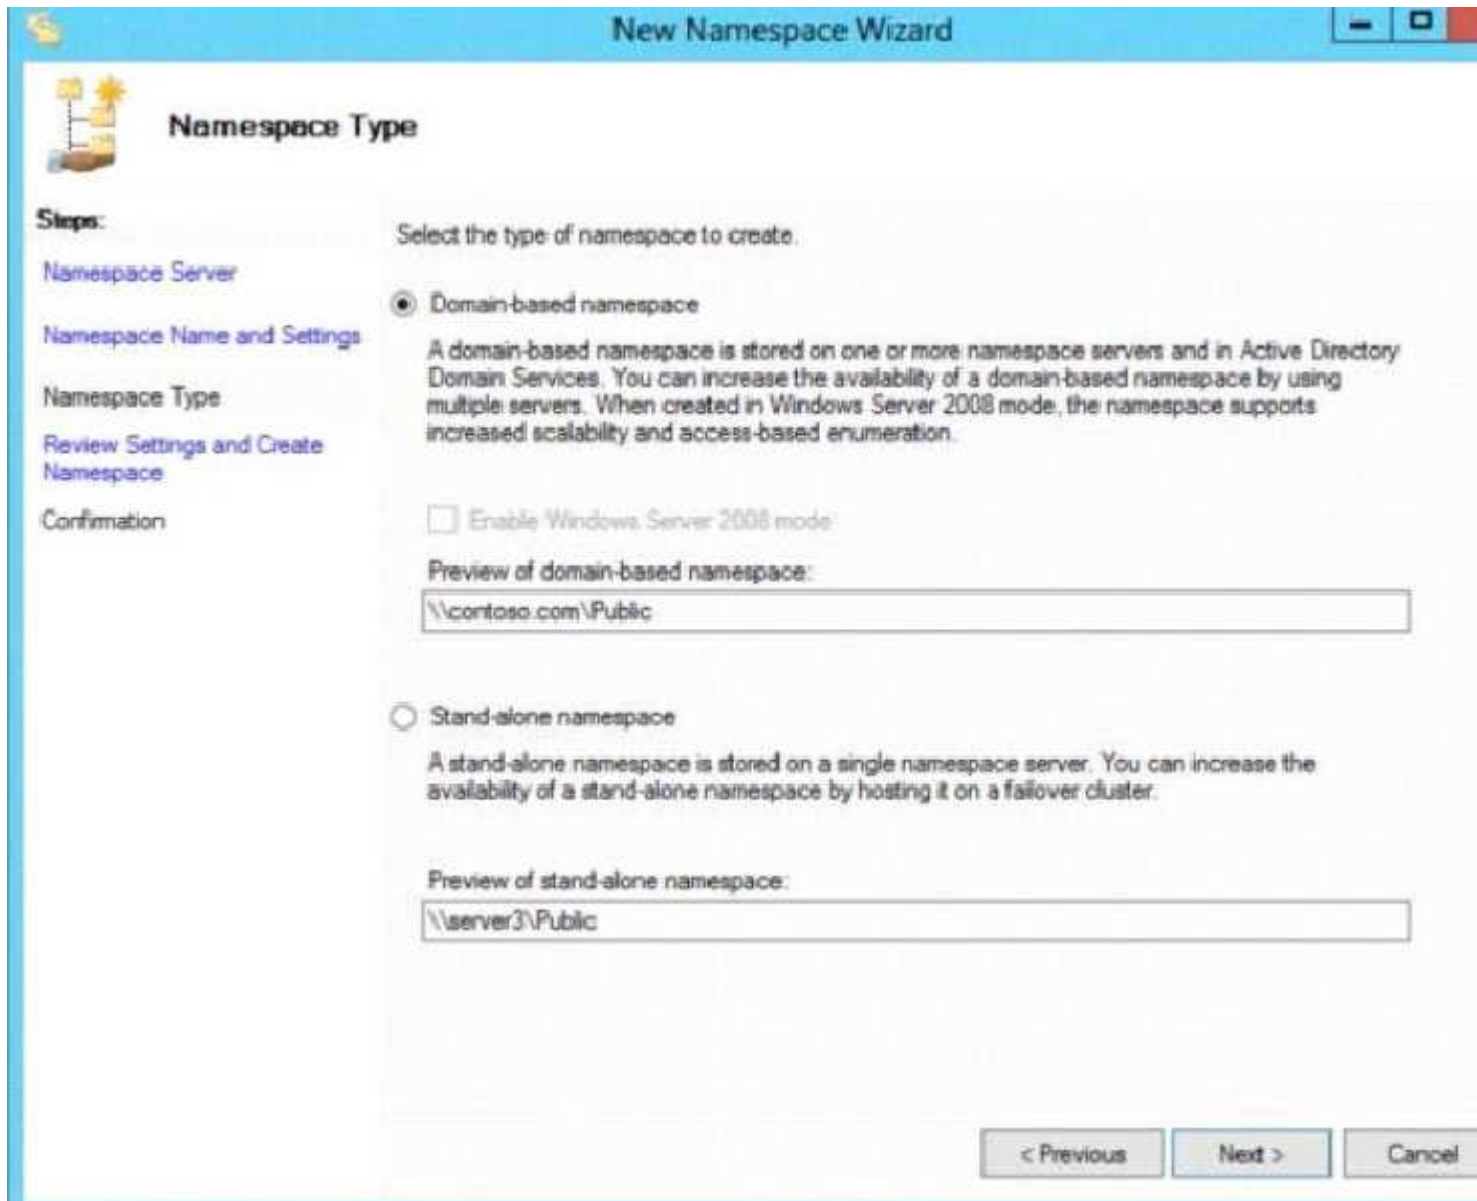 New Namespace Wizard
Namespace Type
Steps:
Namespace Server
Namespace Name and Settings
Namespace Type
Review Settings and Create
Namespace
Confirmation
Select the type of namespace to create.
Domain-based namespace
A domain-based namespace is stored on one or more namespace servers and in Active Directory
Domain Services. You can increase the availability of a domain-based namespace by using
multiple servers. When created in Windows Server 2008 mode, the namespace supports
increased scalability and access-based enumeration.
Enable Windows Server 2008 mode
Preview of domain-based namespace:
\\contoso.com\Public
Stand-alone namespace
A stand-alone namespace is stored on a single namespace server. You can increase the
availability of a stand-alone namespace by hosting it on a failover cluster.
Preview of stand-alone namespace:
\\server3\Public
< Previous
Next >
Cancel